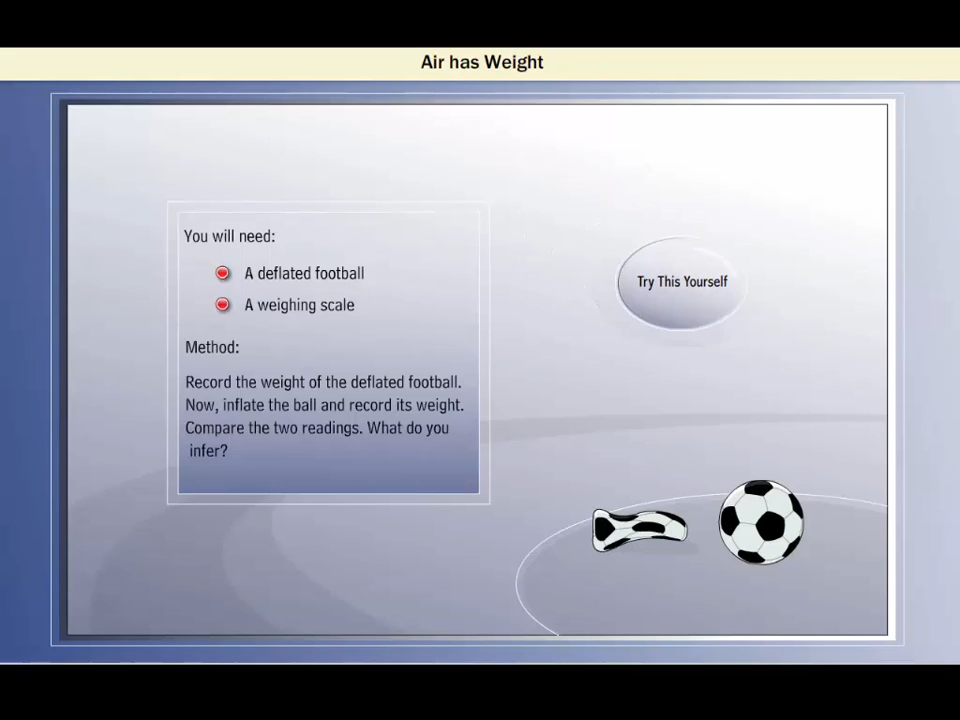 Air has Weight
You will need:
A deflated football
A weighing scale
Method:
Record the weight of the deflated football.
Now, inflate the ball and record its weight.
Compare the two readings. What do you
infer?
Try This Yourself